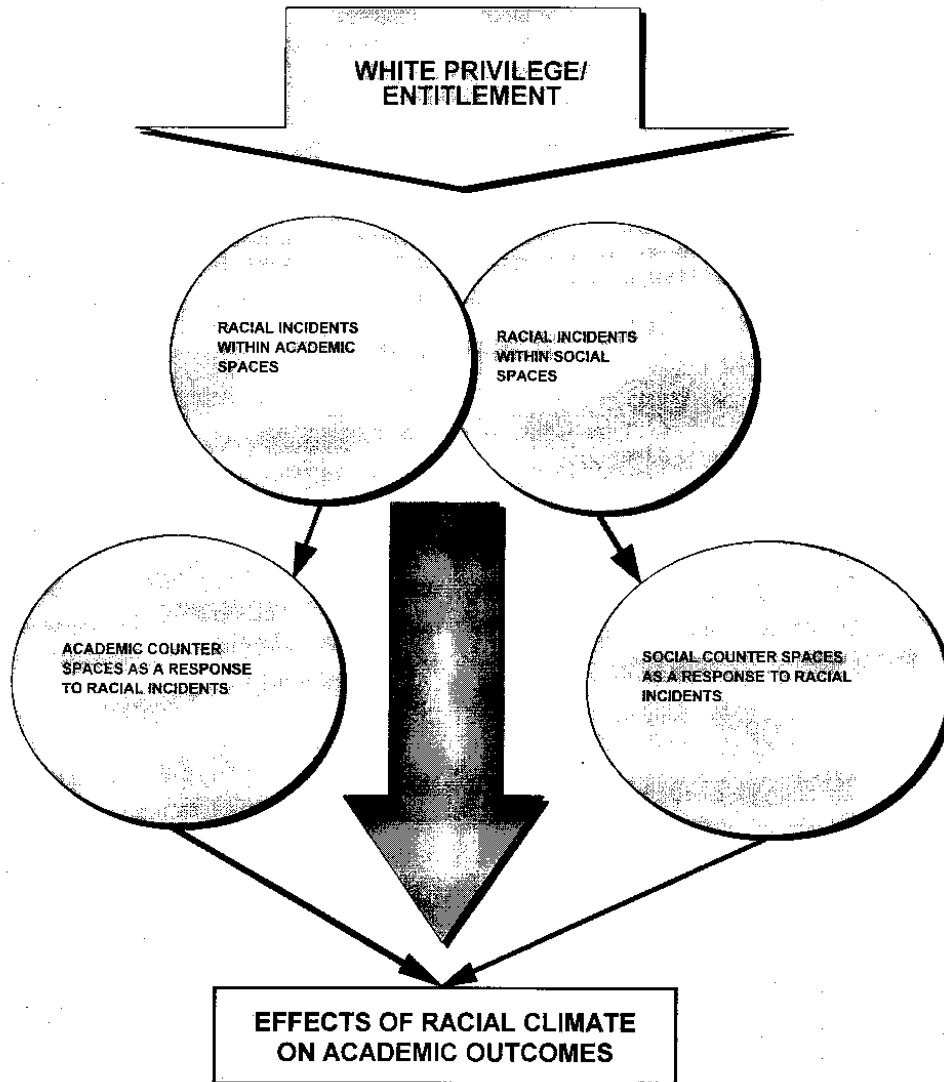 WHITE PRIVILEGE/
ENTITLEMENT
RACIAL INCIDENTS
WITHIN ACADEMIC
SPACES
RACIAL INCIDENTS
WITHIN SOCIAL
SPACES
ACADEMIC COUNTER
SPACES AS A RESPONSE
TO RACIAL INCIDENTS
SOCIAL COUNTER SPACES
AS A RESPONSE TO RACIAL
INCIDENTS
EFFECTS OF RACIAL CLIMATE
ON ACADEMIC OUTCOMES